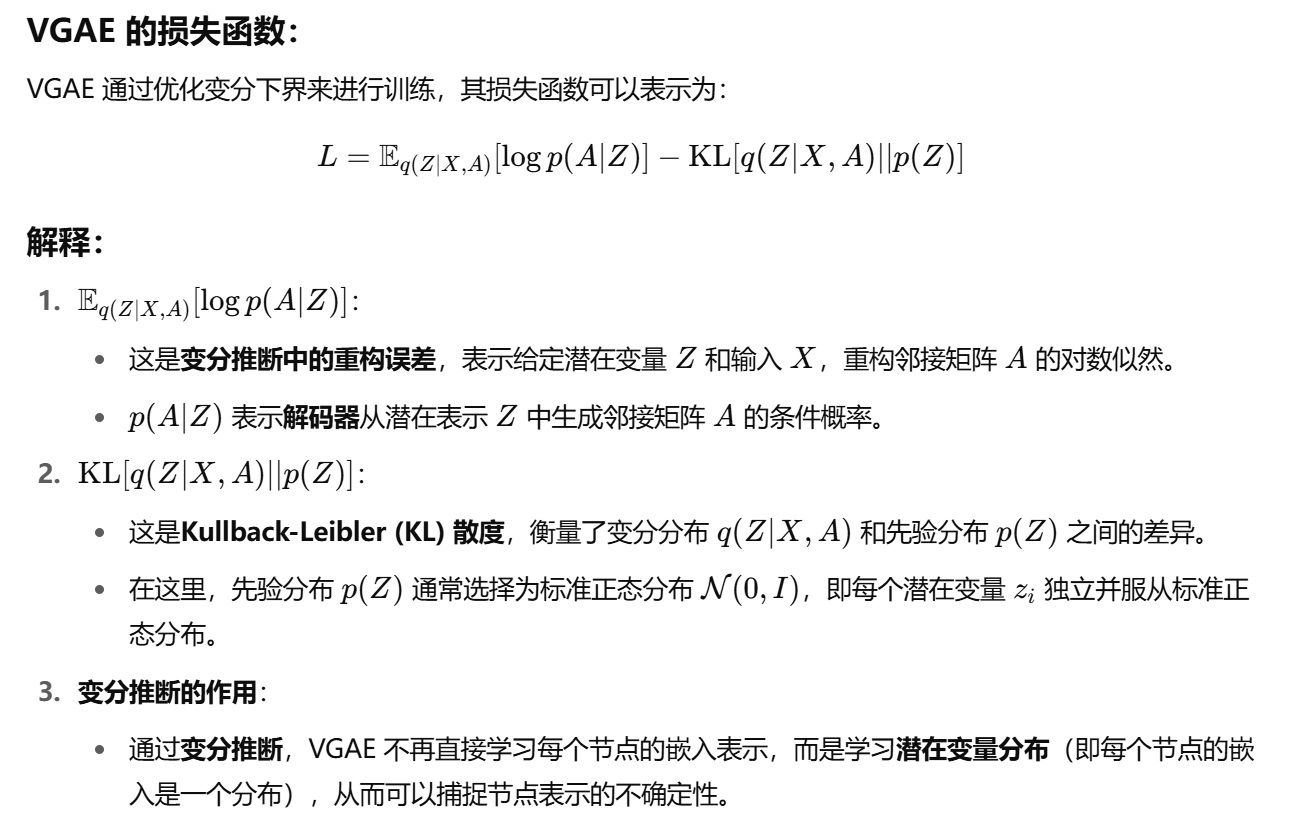 VGAE 的损失函数：
VGAE 通过优化变分下界来进行训练，其损失函数可以表示为：
L = 𝔼_{q(Z|X,A)}[log p(A|Z)] − KL[q(Z|X, A)||p(Z)]
解释：
1. 𝔼_{q(Z|X,A)}[log p(A|Z)]：
• 这是变分推断中的重构误差，表示给定潜在变量 Z 和输入 X，重构邻接矩阵 A 的对数似然。
• p(A|Z) 表示解码器从潜在表示 Z 中生成邻接矩阵 A 的条件概率。
2. KL[q(Z|X, A)||p(Z)]：
• 这是Kullback-Leibler (KL) 散度，衡量了变分分布 q(Z|X, A) 和先验分布 p(Z) 之间的差异。
• 在这里，先验分布 p(Z) 通常选择为标准正态分布 𝒩(0, I)，即每个潜在变量 z_i 独立并服从标准正
态分布。
3. 变分推断的作用：
• 通过变分推断，VGAE 不再直接学习每个节点的嵌入表示，而是学习潜在变量分布（即每个节点的嵌
入是一个分布），从而可以捕捉节点表示的不确定性。